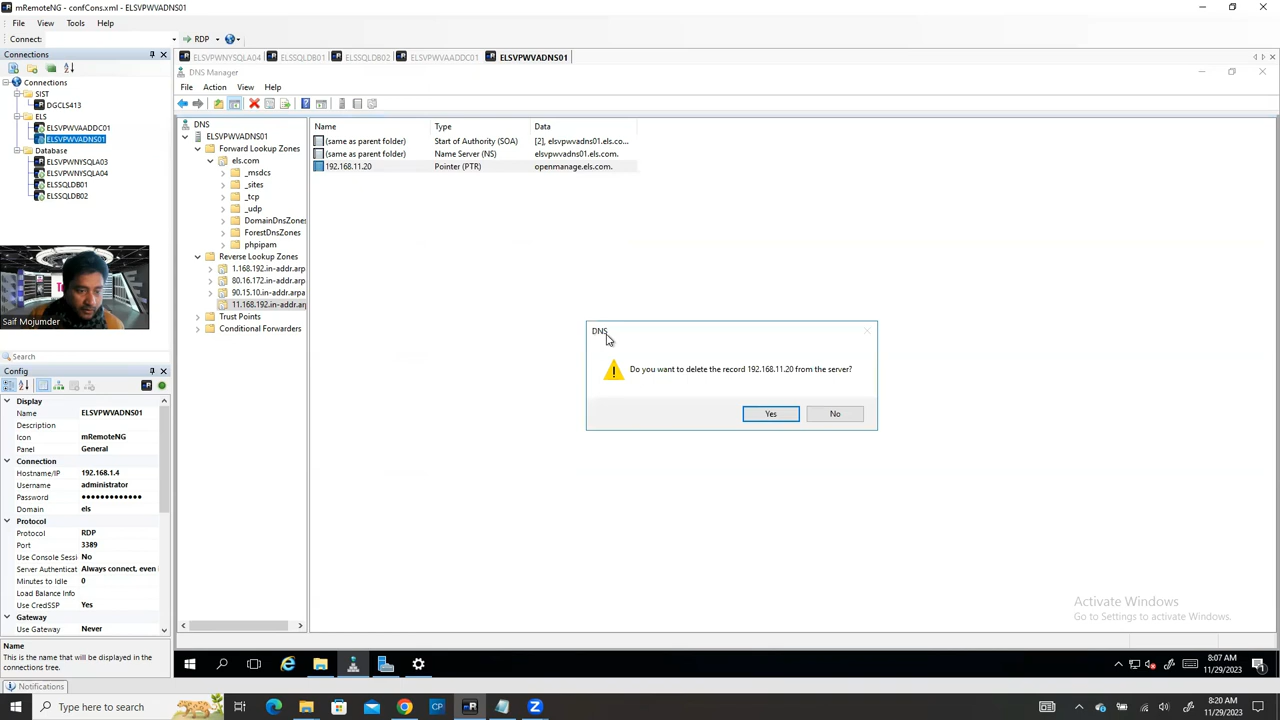 mRemoteNG - confCons.xml - ELSVPWVADNS01
File View Tools Help
Connect: RDP
Connections
Connections
SIST
DGCLS413
ELS
ELSVPWVAADDC01
ELSVPWVADNS01
Database
ELSVPWNYSQLA03
ELSVPWNYSQLA04
ELSSQLDB01
ELSSQLDB02
Saif Mojumder
Search
Config
Display
Name ELSVPWVADNS01
Description
Icon mRemoteNG
Panel General
Connection
Hostname/IP 192.168.1.4
Username administrator
Password ●●●●●●●●●●●●●
Domain els
Protocol
Protocol RDP
Port 3389
Use Console Sessi No
Server Authenticat Always connect, even
Minutes to Idle 0
Load Balance Info
Use CredSSP Yes
Gateway
Use Gateway Never
Name
This is the name that will be displayed in the
connections tree.
Notifications
ELSVPWNYSQLA04 ELSSQLDB01 ELSSQLDB02 ELSVPWVAADDC01 ELSVPWVADNS01
DNS Manager
File Action View Help
DNS
ELSVPWVADNS01
Forward Lookup Zones
els.com
_msdcs
_sites
_tcp
_udp
DomainDnsZones
ForestDnsZones
phpipam
Reverse Lookup Zones
1.168.192.in-addr.arp
80.16.172.in-addr.arp
90.15.10.in-addr.arpa
11.168.192.in-addr.ar
Trust Points
Conditional Forwarders
Name Type Data
(same as parent folder) Start of Authority (SOA) [2], elsvpwvadns01.els.co...
(same as parent folder) Name Server (NS) elsvpwvadns01.els.com.
192.168.11.20 Pointer (PTR) openmanage.els.com.
DNS
Do you want to delete the record 192.168.11.20 from the server?
Yes No
Activate Windows
Go to Settings to activate Windows.
8:07 AM
11/29/2023
1
Type here to search
8:20 AM
11/29/2023